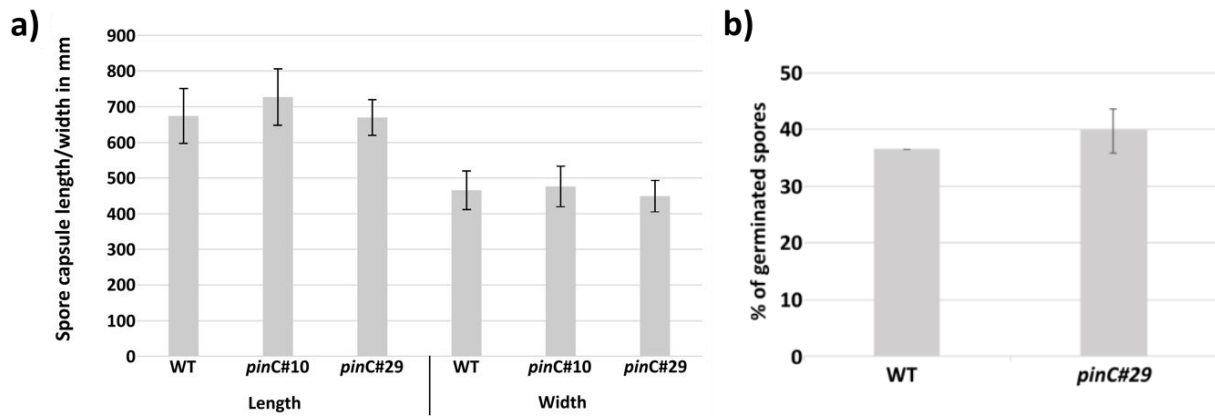 a)
Spore capsule length/width in mm
900
800
700
600
500
400
300
200
100
0
WT
pinC#10
pinC#29
WT
pinC#10
pinC#29
Length
Width
b)
% of germinated spores
50
40
30
20
10
0
WT
pinC#29